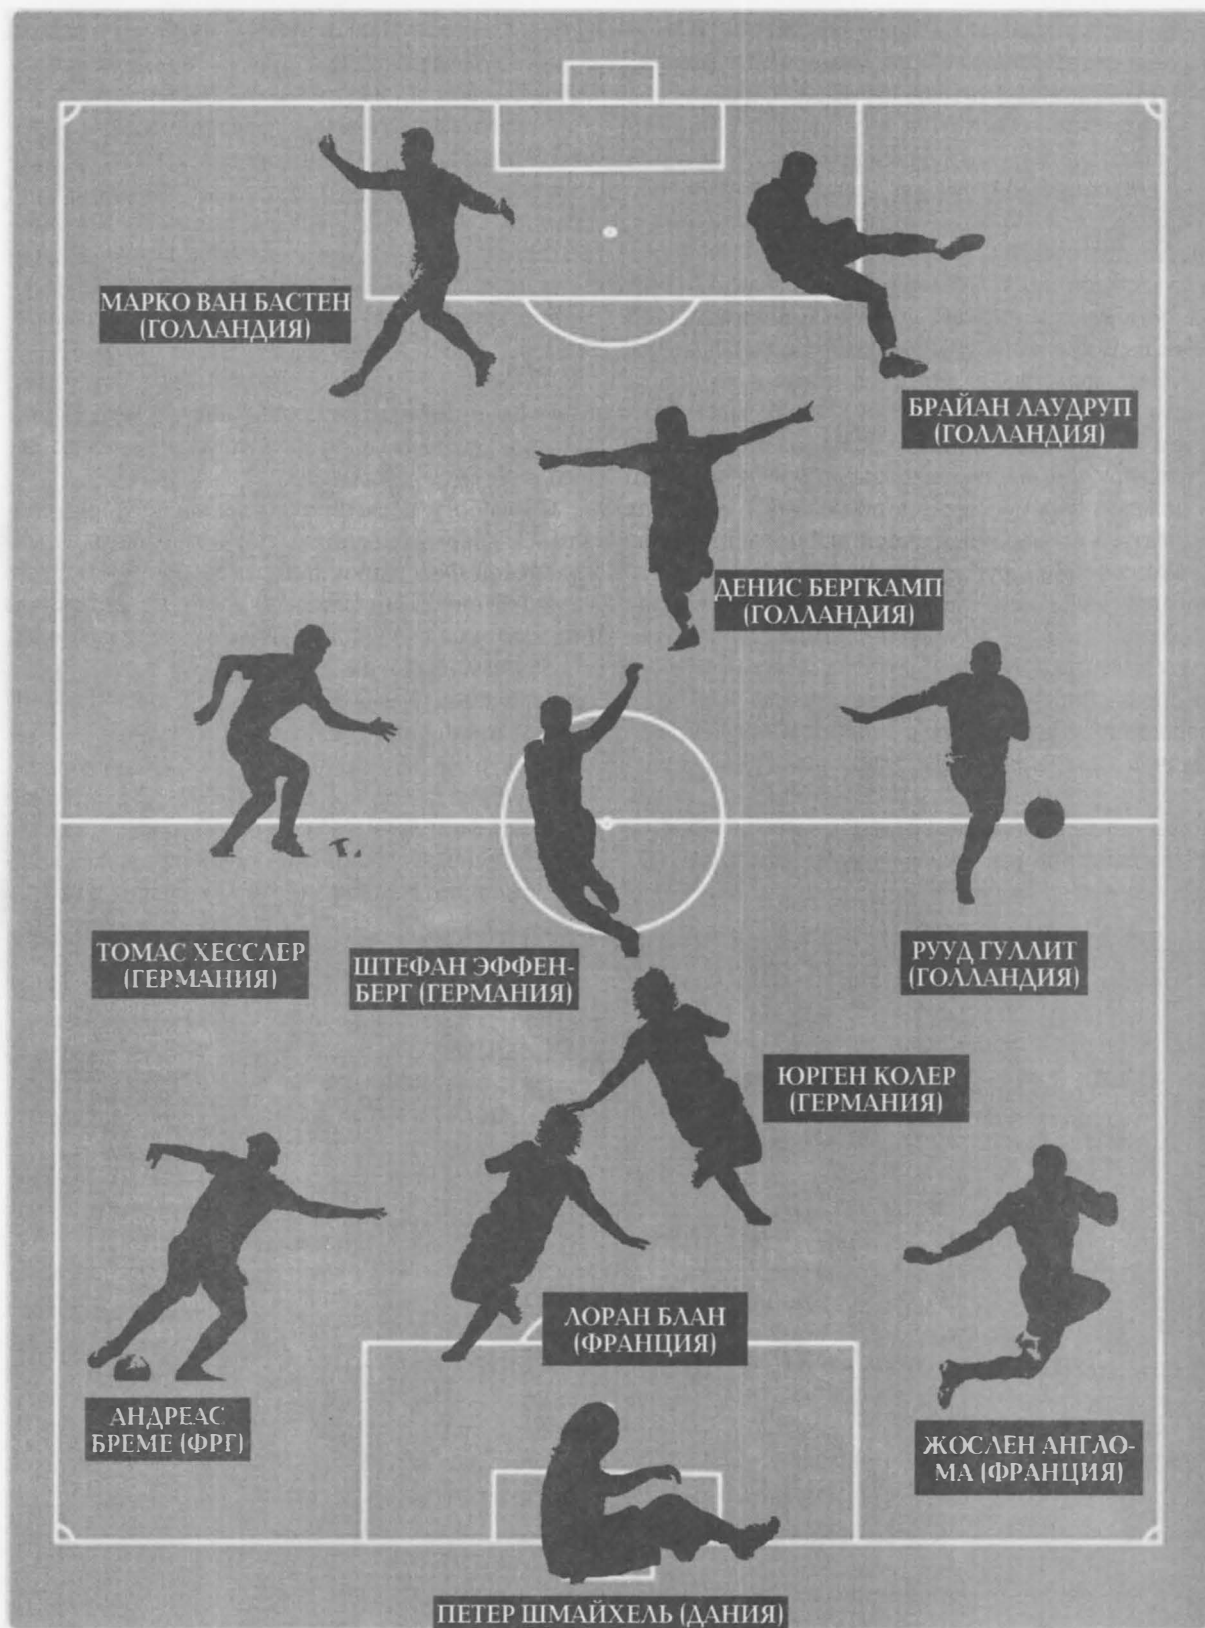 МАРКО ВАН БАСТЕН
(ГОЛЛАНДИЯ)
БРАЙАН ЛАУДРУП
(ГОЛЛАНДИЯ)
ДЕНИС БЕРГКАМП
(ГОЛЛАНДИЯ)
ТОМАС ХЕССЛЕР
(ГЕРМАНИЯ)
ШТЕФАН ЭФФЕН-
БЕРГ (ГЕРМАНИЯ)
РУУД ГУЛЛИТ
(ГОЛЛАНДИЯ)
ЮРГЕН КОЛЕР
(ГЕРМАНИЯ)
ЛОРАН БЛАН
(ФРАНЦИЯ)
АНДРЕАС
БРЕМЕ (ФРГ)
ЖОСЛЕН АНГЛО-
МА (ФРАНЦИЯ)
ПЕТЕР ШМАЙХЕЛЬ (ДАНИЯ)